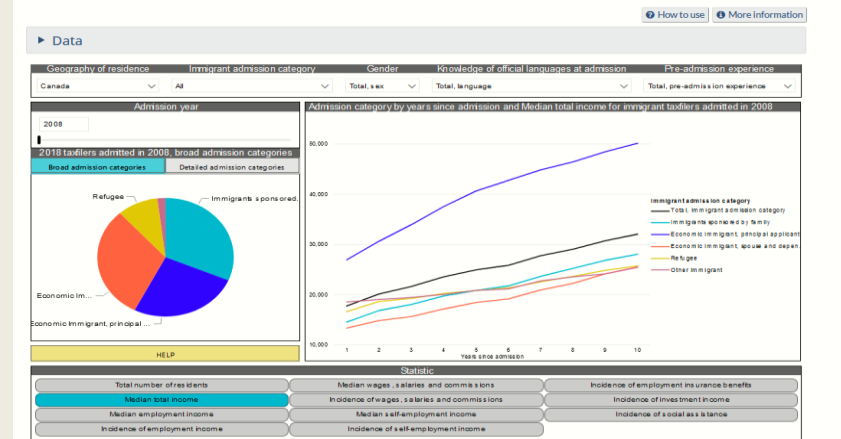 How to use
More information
Data
Geography of residence
Immigrant admission category
Gender
Knowledge of official languages at admission
Pre-admission experience
Canada
All
Total, sex
Total, language
Total, pre-admission experience
Admission year
2008
2018 taxfilers admitted in 2008, broad admission categories
Broad admission categories
Detailed admission categories
Refugee
Immigrants sponsored...
Economic Im...
Economic Immigrant, principal ...
HELP
Admission category by years since admission and Median total income for immigrant taxfilers admitted in 2008
50,000
40,000
30,000
20,000
10,000
1 2 3 4 5 6 7 8 9 10
Years since admission
Immigrant admission category
Total, immigrant admission category
Immigrants sponsored by family
Economic immigrant, principal applicant
Economic immigrant, spouse and depen...
Refugee
Other immigrant
Statistic
Total number of residents
Median wages, salaries and commissions
Incidence of employment insurance benefits
Median total income
Incidence of wages, salaries and commissions
Incidence of investment income
Median employment income
Median self-employment income
Incidence of social assistance
Incidence of employment income
Incidence of self-employment income